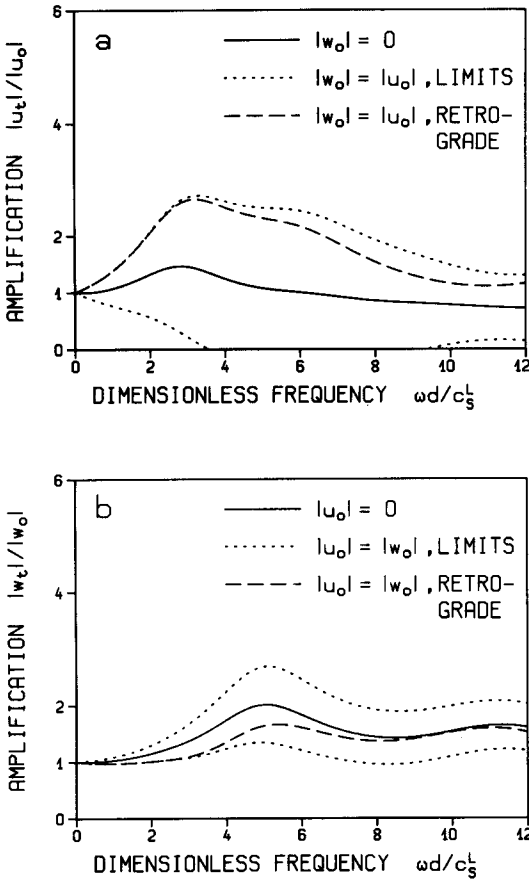 a
|w₀| = 0
|w₀| = |u₀|, LIMITS
|w₀| = |u₀|, RETRO-
GRADE
AMPLIFICATION |uₜ|/|u₀|
6
4
2
1
0
0 2 4 6 8 10 12
DIMENSIONLESS FREQUENCY ωd/c_S^L
b
|u₀| = 0
|u₀| = |w₀|, LIMITS
|u₀| = |w₀|, RETRO-
GRADE
AMPLIFICATION |wₜ|/|w₀|
6
4
2
1
0
0 2 4 6 8 10 12
DIMENSIONLESS FREQUENCY ωd/c_S^L